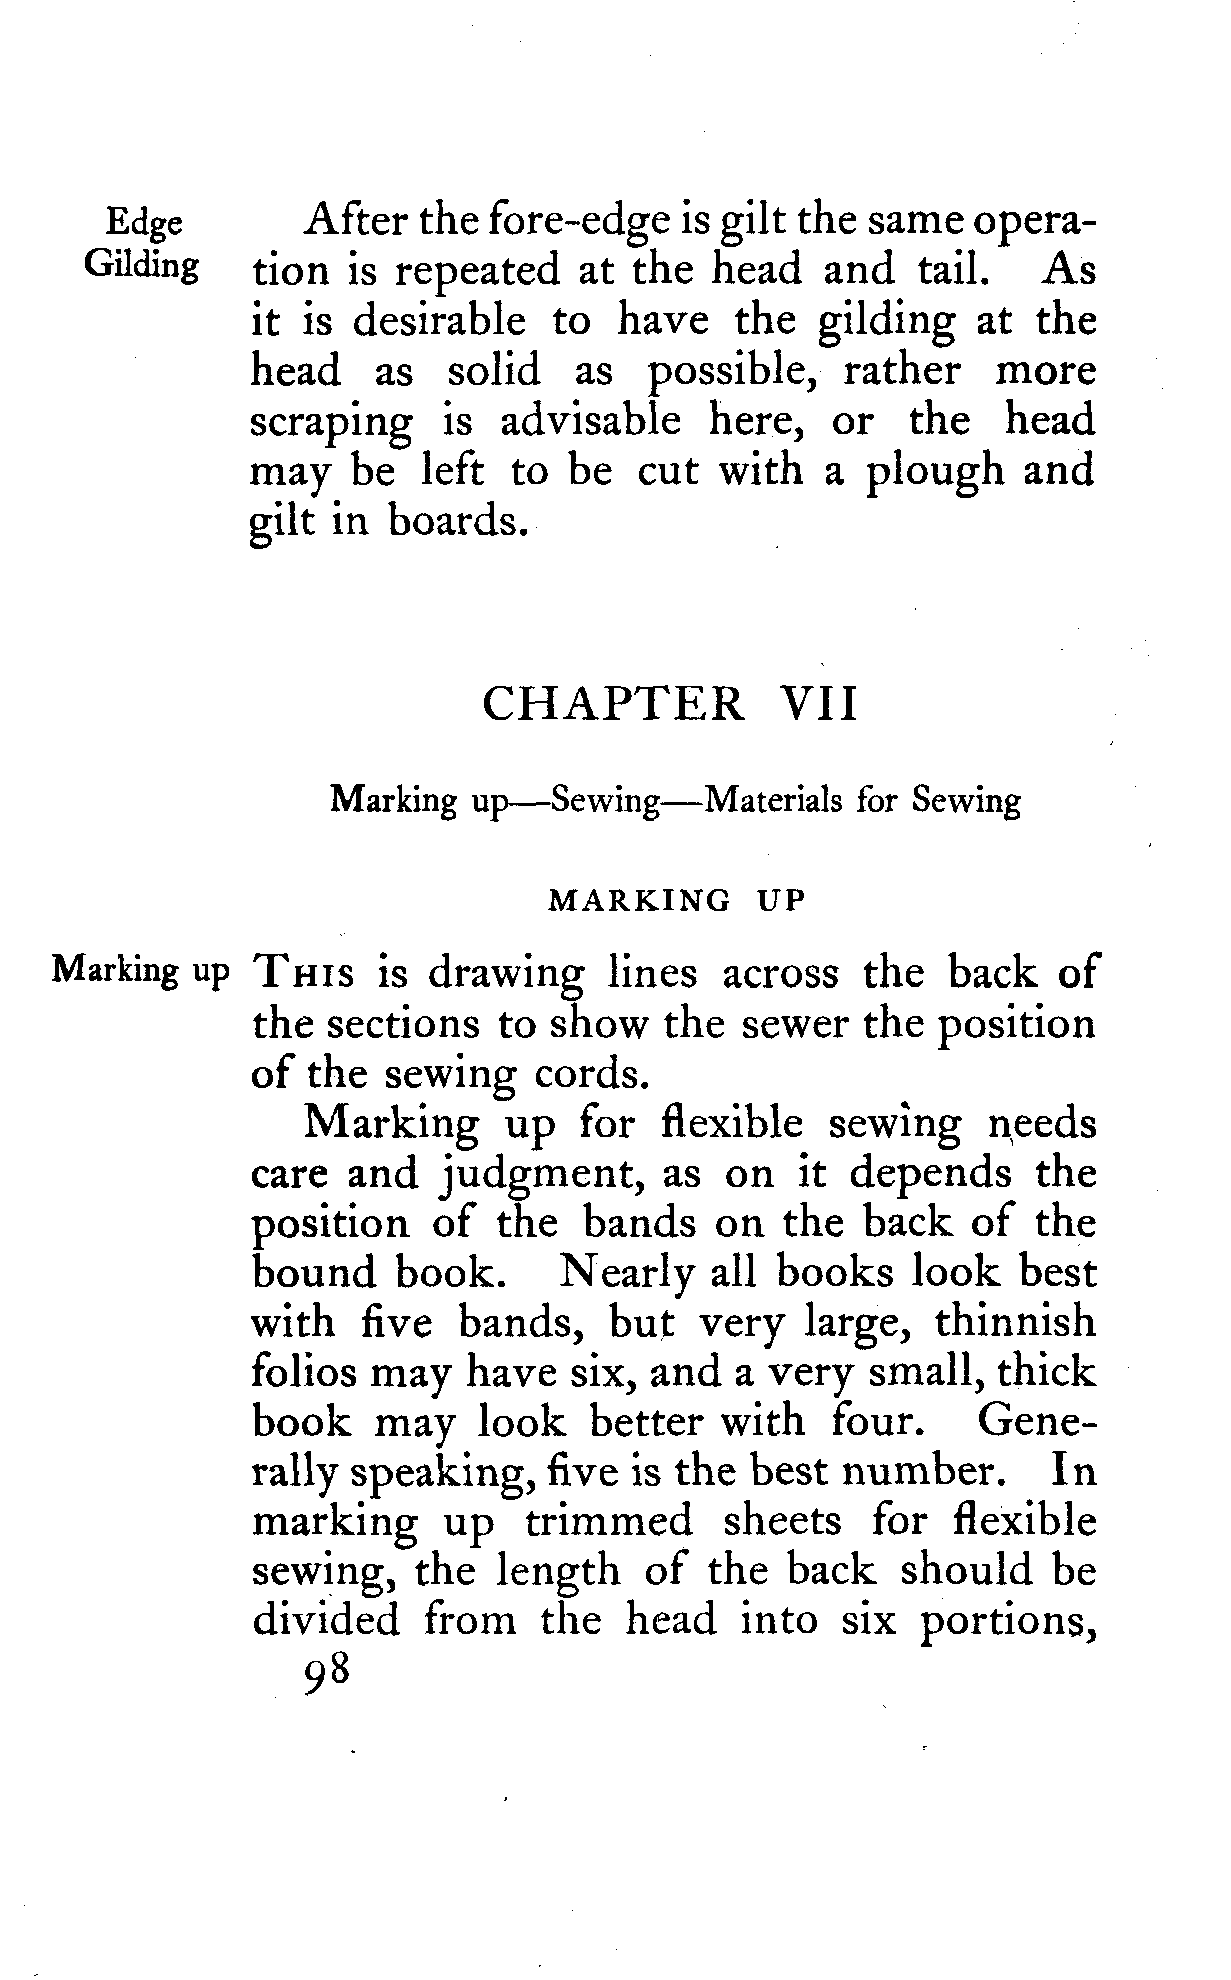 Edge
Gilding
After the fore-edge is gilt the same opera-
tion is repeated at the head and tail. As
it is desirable to have the gilding at the
head as solid as possible, rather more
scraping is advisable here, or the head
may be left to be cut with a plough and
gilt in boards.
CHAPTER VII
Marking up—Sewing—Materials for Sewing
MARKING UP
Marking up
THIS is drawing lines across the back of
the sections to show the sewer the position
of the sewing cords.
Marking up for flexible sewing needs
care and judgment, as on it depends the
position of the bands on the back of the
bound book. Nearly all books look best
with five bands, but very large, thinnish
folios may have six, and a very small, thick
book may look better with four. Gene-
rally speaking, five is the best number. In
marking up trimmed sheets for flexible
sewing, the length of the back should be
divided from the head into six portions,
98